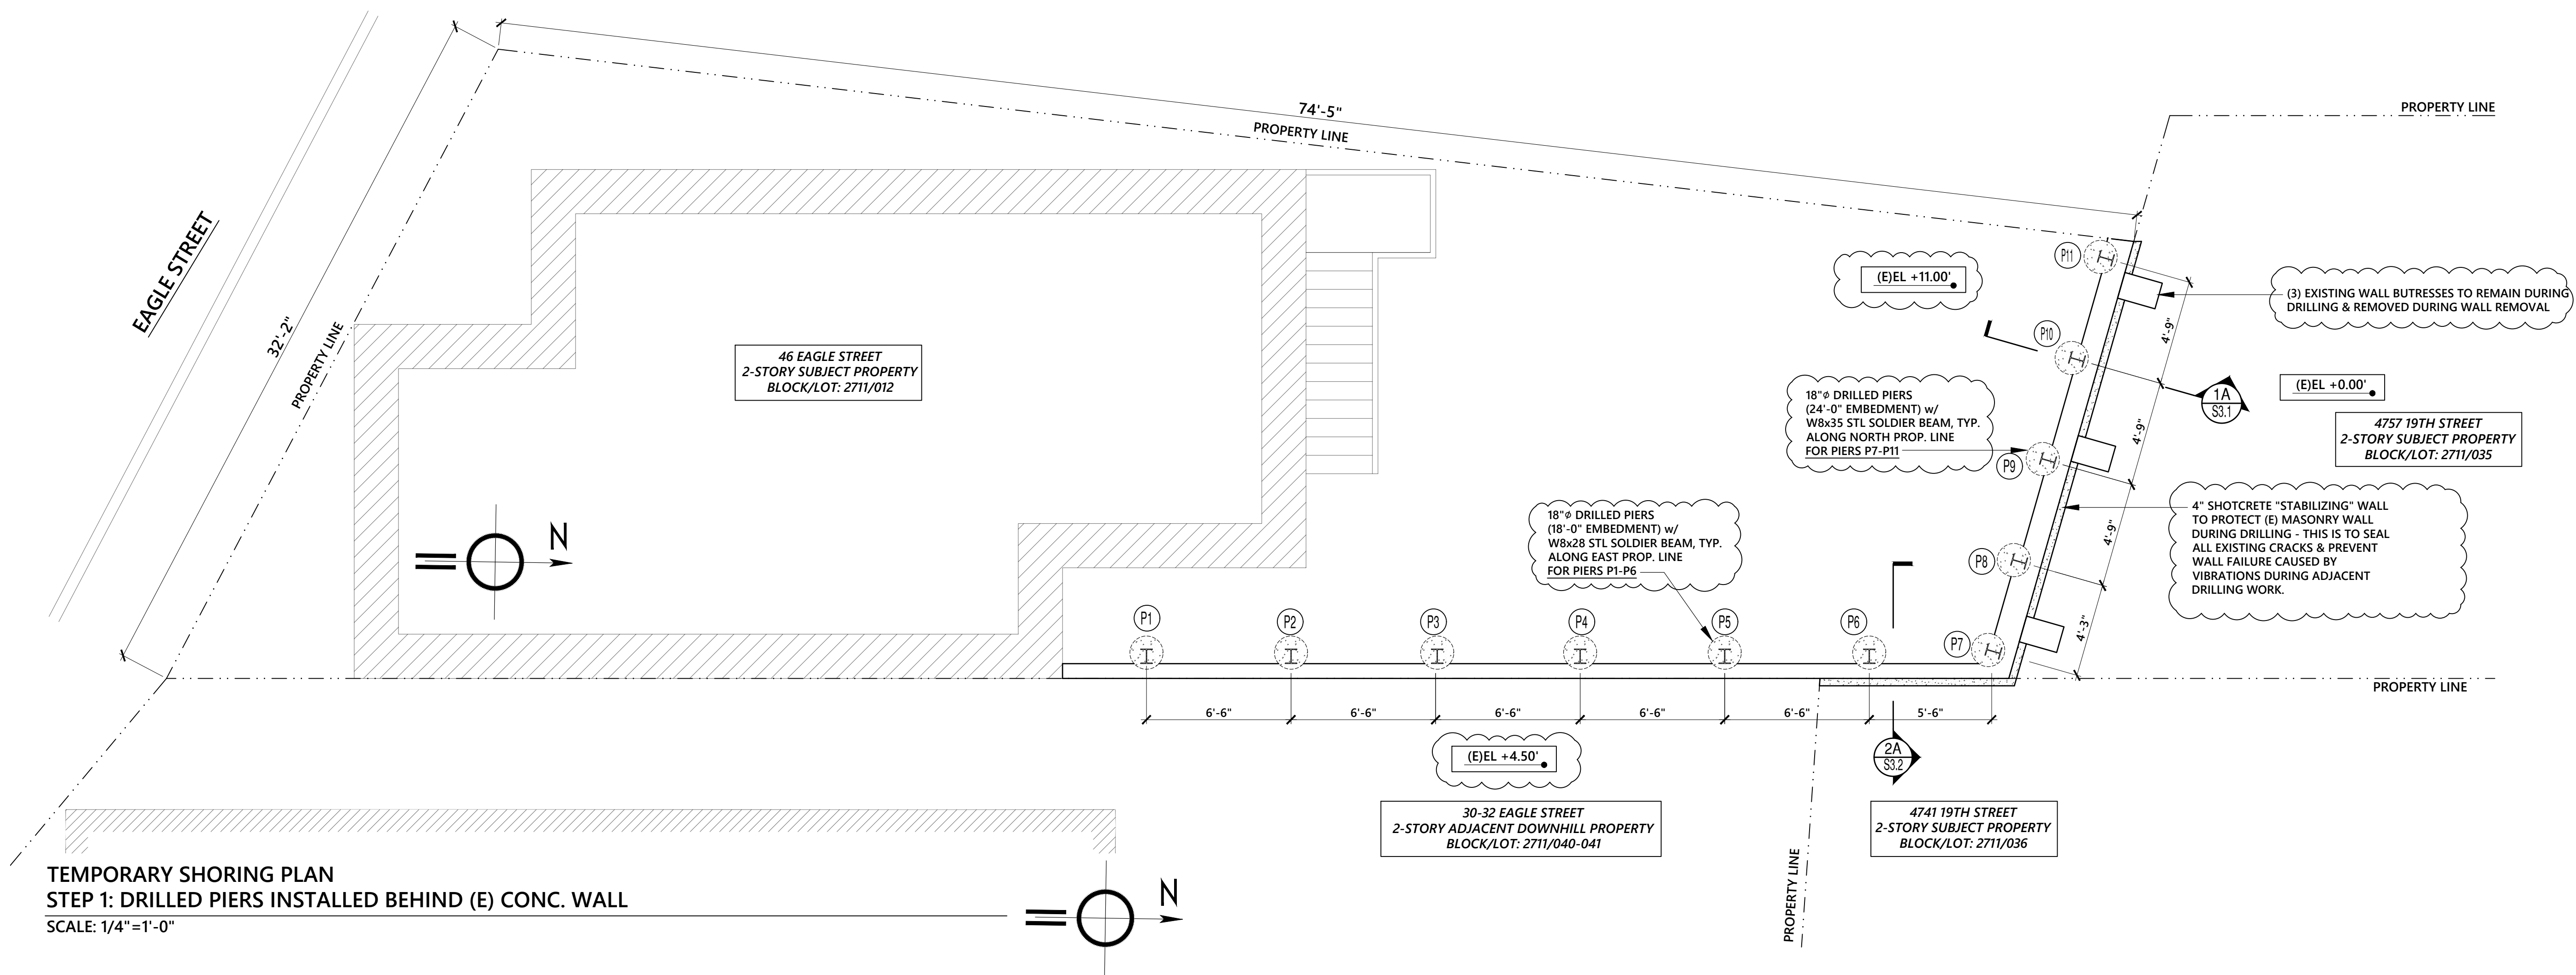 74'-5"
PROPERTY LINE
PROPERTY LINE
EAGLE STREET
32'-2"
PROPERTY LINE
46 EAGLE STREET
2-STORY SUBJECT PROPERTY
BLOCK/LOT: 2711/012
N
(E)EL +11.00'
P11
P10
P9
P8
P7
(3) EXISTING WALL BUTRESSES TO REMAIN DURING
DRILLING & REMOVED DURING WALL REMOVAL
4'-9"
4'-9"
4'-9"
4'-3"
1A
S3.1
(E)EL +0.00'
4757 19TH STREET
2-STORY SUBJECT PROPERTY
BLOCK/LOT: 2711/035
18"ø DRILLED PIERS
(24'-0" EMBEDMENT) w/
W8x35 STL SOLDIER BEAM, TYP.
ALONG NORTH PROP. LINE
FOR PIERS P7-P11
4" SHOTCRETE "STABILIZING" WALL
TO PROTECT (E) MASONRY WALL
DURING DRILLING - THIS IS TO SEAL
ALL EXISTING CRACKS & PREVENT
WALL FAILURE CAUSED BY
VIBRATIONS DURING ADJACENT
DRILLING WORK.
18"ø DRILLED PIERS
(18'-0" EMBEDMENT) w/
W8x28 STL SOLDIER BEAM, TYP.
ALONG EAST PROP. LINE
FOR PIERS P1-P6
P1
P2
P3
P4
P5
P6
PROPERTY LINE
6'-6"
6'-6"
6'-6"
6'-6"
6'-6"
5'-6"
(E)EL +4.50'
2A
S3.2
30-32 EAGLE STREET
2-STORY ADJACENT DOWNHILL PROPERTY
BLOCK/LOT: 2711/040-041
4741 19TH STREET
2-STORY SUBJECT PROPERTY
BLOCK/LOT: 2711/036
PROPERTY LINE
TEMPORARY SHORING PLAN
STEP 1: DRILLED PIERS INSTALLED BEHIND (E) CONC. WALL
SCALE: 1/4"=1'-0"
N